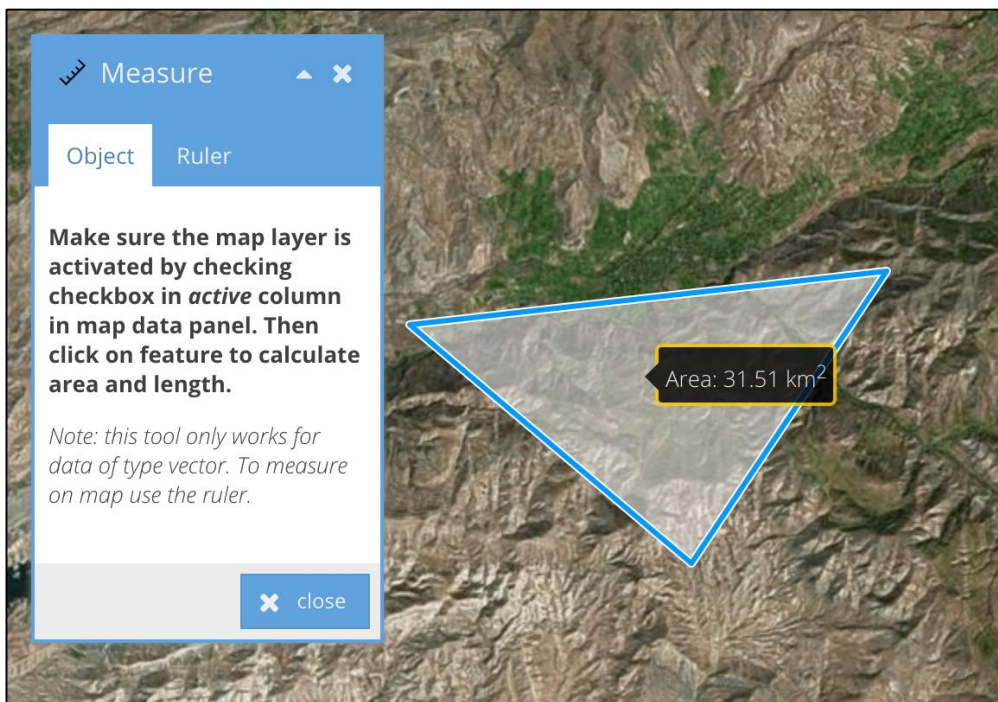 Measure
Object Ruler
Make sure the map layer is
activated by checking
checkbox in active column
in map data panel. Then
click on feature to calculate
area and length.
Note: this tool only works for
data of type vector. To measure
on map use the ruler.
close
Area: 31.51 km²